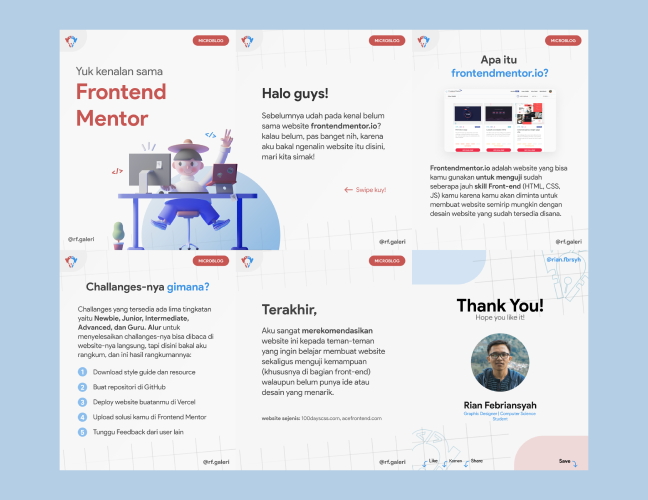 MICROBLOG
Yuk kenalan sama
Frontend
Mentor
</>
</>
@rf.galeri
MICROBLOG
Halo guys!
Sebelumnya udah pada kenal belum
sama website frontendmentor.io?
kalau belum, pas banget nih, karena
aku bakal ngenalin website itu disini,
mari kita simak!
Swipe kuy!
@rf.galeri
MICROBLOG
Apa itu
frontendmentor.io?
Frontendmentor.io adalah website yang bisa
kamu gunakan untuk menguji sudah
seberapa jauh skill Front-end (HTML, CSS,
JS) kamu karena kamu akan diminta untuk
membuat website semirip mungkin dengan
desain website yang sudah tersedia disana.
@rf.galeri
MICROBLOG
Challanges-nya gimana?
Challanges yang tersedia ada lima tingkatan
yaitu Newbie, Junior, Intermediate,
Advanced, dan Guru. Alur untuk
menyelesaikan challanges-nya bisa dibaca di
website-nya langsung, tapi disini bakal aku
rangkum, dan ini hasil rangkumannya:
1 Download style guide dan resource
2 Buat repositori di GitHub
3 Deploy website buatanmu di Vercel
4 Upload solusi kamu di Frontend Mentor
5 Tunggu Feedback dari user lain
@rf.galeri
MICROBLOG
Terakhir,
Aku sangat merekomendasikan
website ini kepada teman-teman
yang ingin belajar membuat website
sekaligus menguji kemampuan
(khususnya di bagian front-end)
walaupun belum punya ide atau
desain yang menarik.
website sejenis: 100dayscss.com, acefrontend.com
@rf.galeri
@rian.fbrsyh
Thank You!
Hope you like it!
Rian Febriansyah
Graphic Designer | Computer Science
Student
Like
Komen
Share
Save